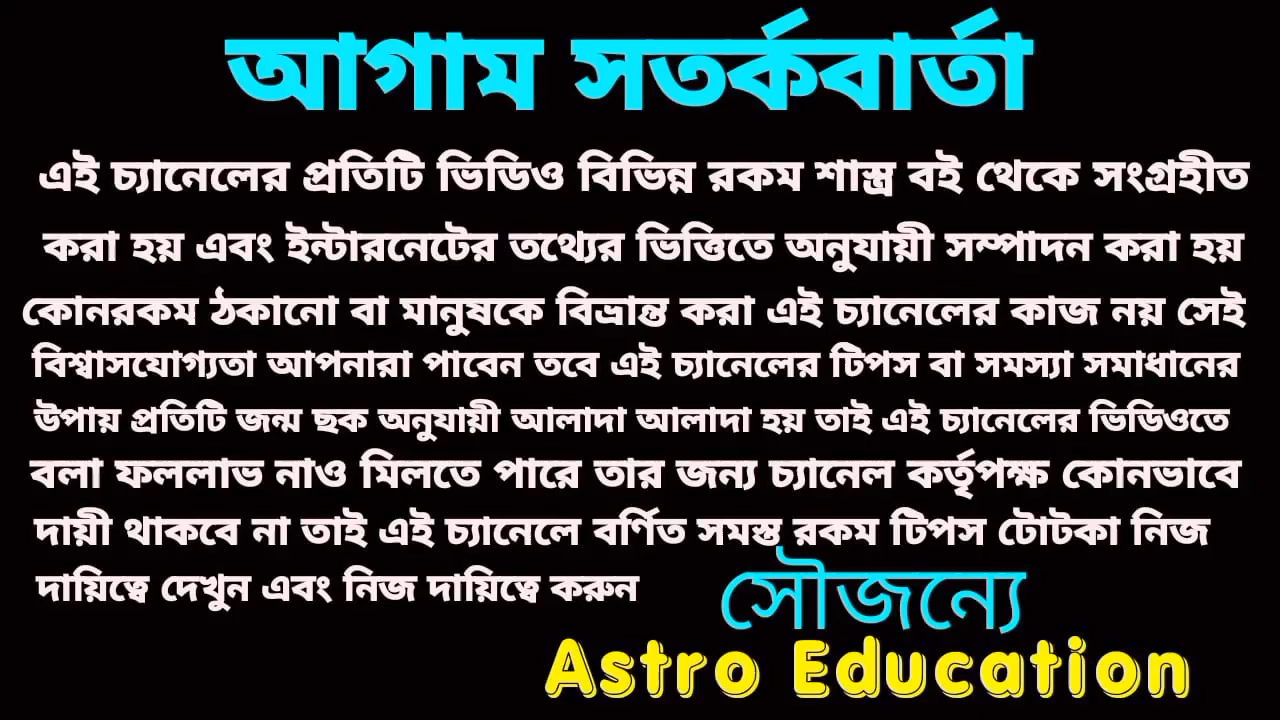 আগাম সতর্কবার্তা
এই চ্যানেলের প্রতিটি ভিডিও বিভিন্ন রকম শাস্ত্র বই থেকে সংগ্রহীত
করা হয় এবং ইন্টারনেটের তথ্যের ভিত্তিতে অনুযায়ী সম্পাদন করা হয়
কোনরকম ঠকানো বা মানুষকে বিভ্রান্ত করা এই চ্যানেলের কাজ নয় সেই
বিশ্বাসযোগ্যতা আপনারা পাবেন তবে এই চ্যানেলের টিপস বা সমস্যা সমাধানের
উপায় প্রতিটি জন্ম ছক অনুযায়ী আলাদা আলাদা হয় তাই এই চ্যানেলের ভিডিওতে
বলা ফললাভ নাও মিলতে পারে তার জন্য চ্যানেল কর্তৃপক্ষ কোনভাবে
দায়ী থাকবে না তাই এই চ্যানেলে বর্ণিত সমস্ত রকম টিপস টোটকা নিজ
দায়িত্বে দেখুন এবং নিজ দায়িত্বে করুন
সৌজন্যে
Astro Education